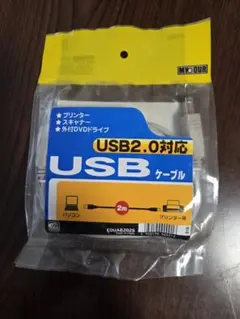 ★プリンター
★スキャナー
★外付DVDドライブ
USB2.0対応
USB
ケーブル
パソコン
2m
プリンター等